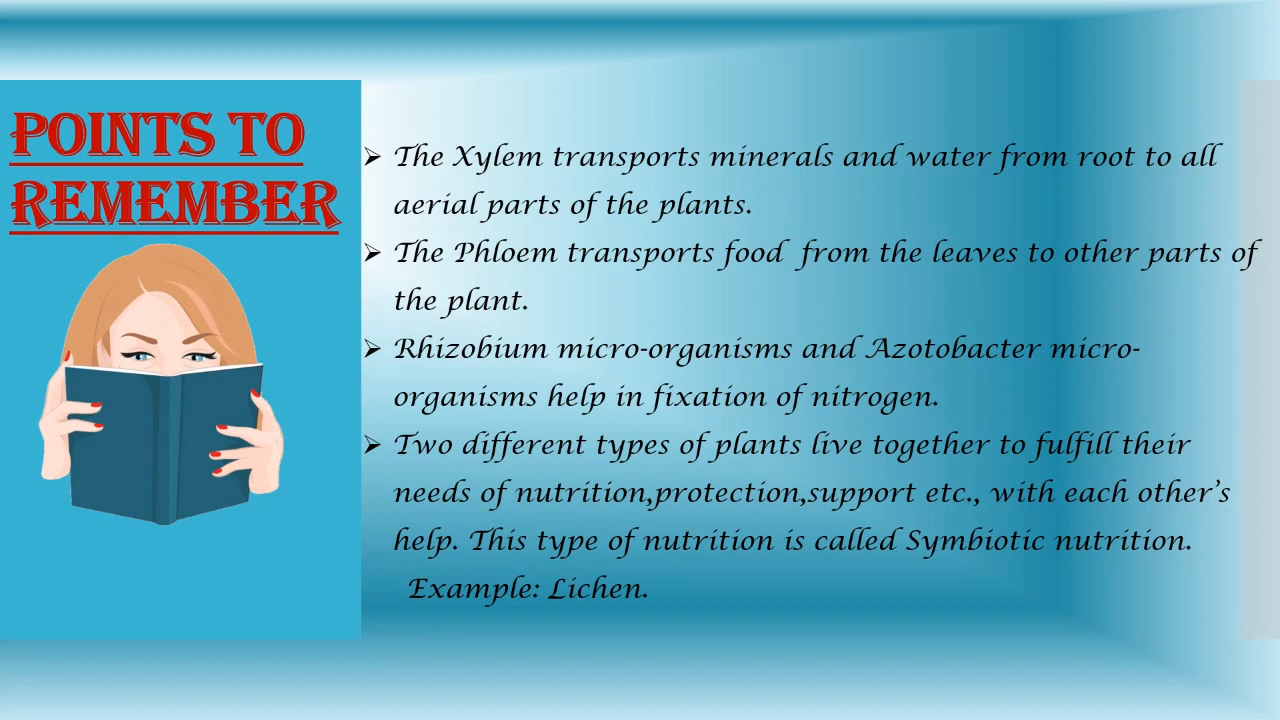 POINTS TO
REMEMBER
➢ The Xylem transports minerals and water from root to all
aerial parts of the plants.
➢ The Phloem transports food  from the leaves to other parts of
the plant.
➢ Rhizobium micro-organisms and Azotobacter micro-
organisms help in fixation of nitrogen.
➢ Two different types of plants live together to fulfill their
needs of nutrition,protection,support etc., with each other’s
help. This type of nutrition is called Symbiotic nutrition.
Example: Lichen.